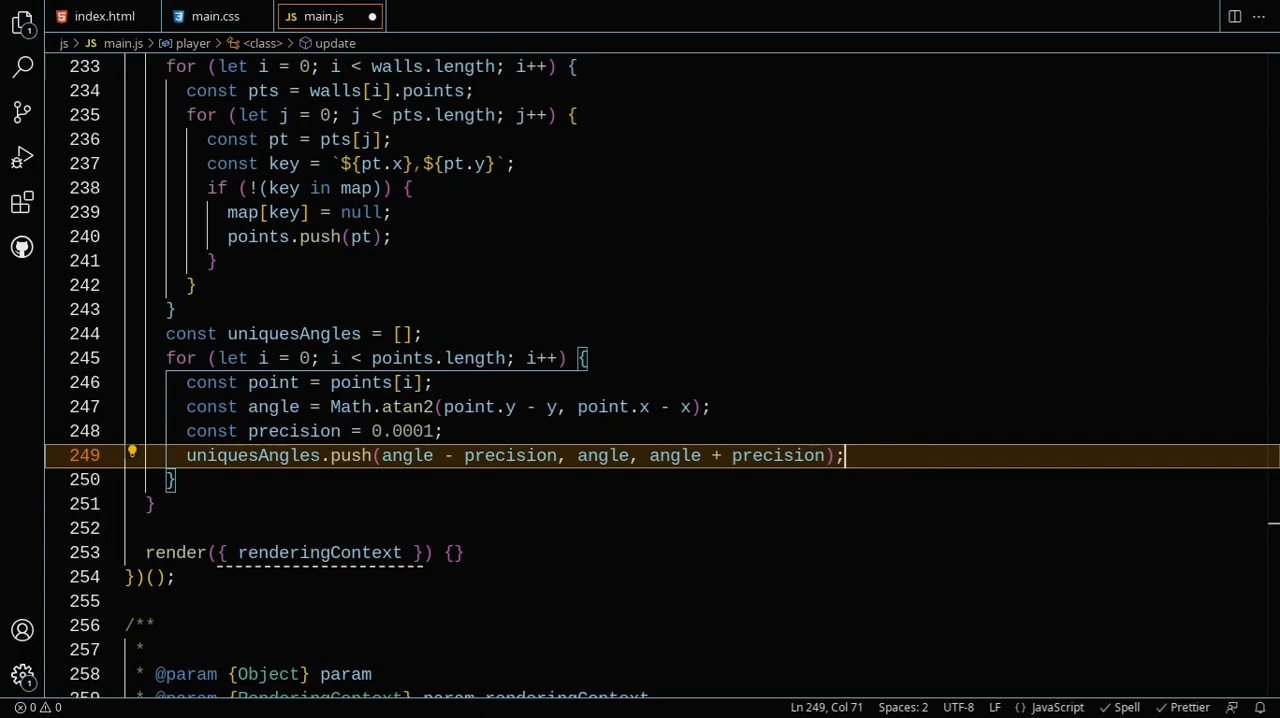 index.html main.css JS main.js
js > JS main.js > player > <class> > update
1
233 for (let i = 0; i < walls.length; i++) {
234 const pts = walls[i].points;
235 for (let j = 0; j < pts.length; j++) {
236 const pt = pts[j];
237 const key = `${pt.x},${pt.y}`;
238 if (!(key in map)) {
239 map[key] = null;
240 points.push(pt);
241 }
242 }
243 }
244 const uniquesAngles = [];
245 for (let i = 0; i < points.length; i++) {
246 const point = points[i];
247 const angle = Math.atan2(point.y - y, point.x - x);
248 const precision = 0.0001;
249 uniquesAngles.push(angle - precision, angle, angle + precision);
250 }
251 }
252
253 render({ renderingContext }) {}
254 })();
255
256 /**
257 *
258 * @param {Object} param
259 * @param {RenderingContext} param.renderingContext
1
0 0 Ln 249, Col 71 Spaces: 2 UTF-8 LF {} JavaScript Spell Prettier